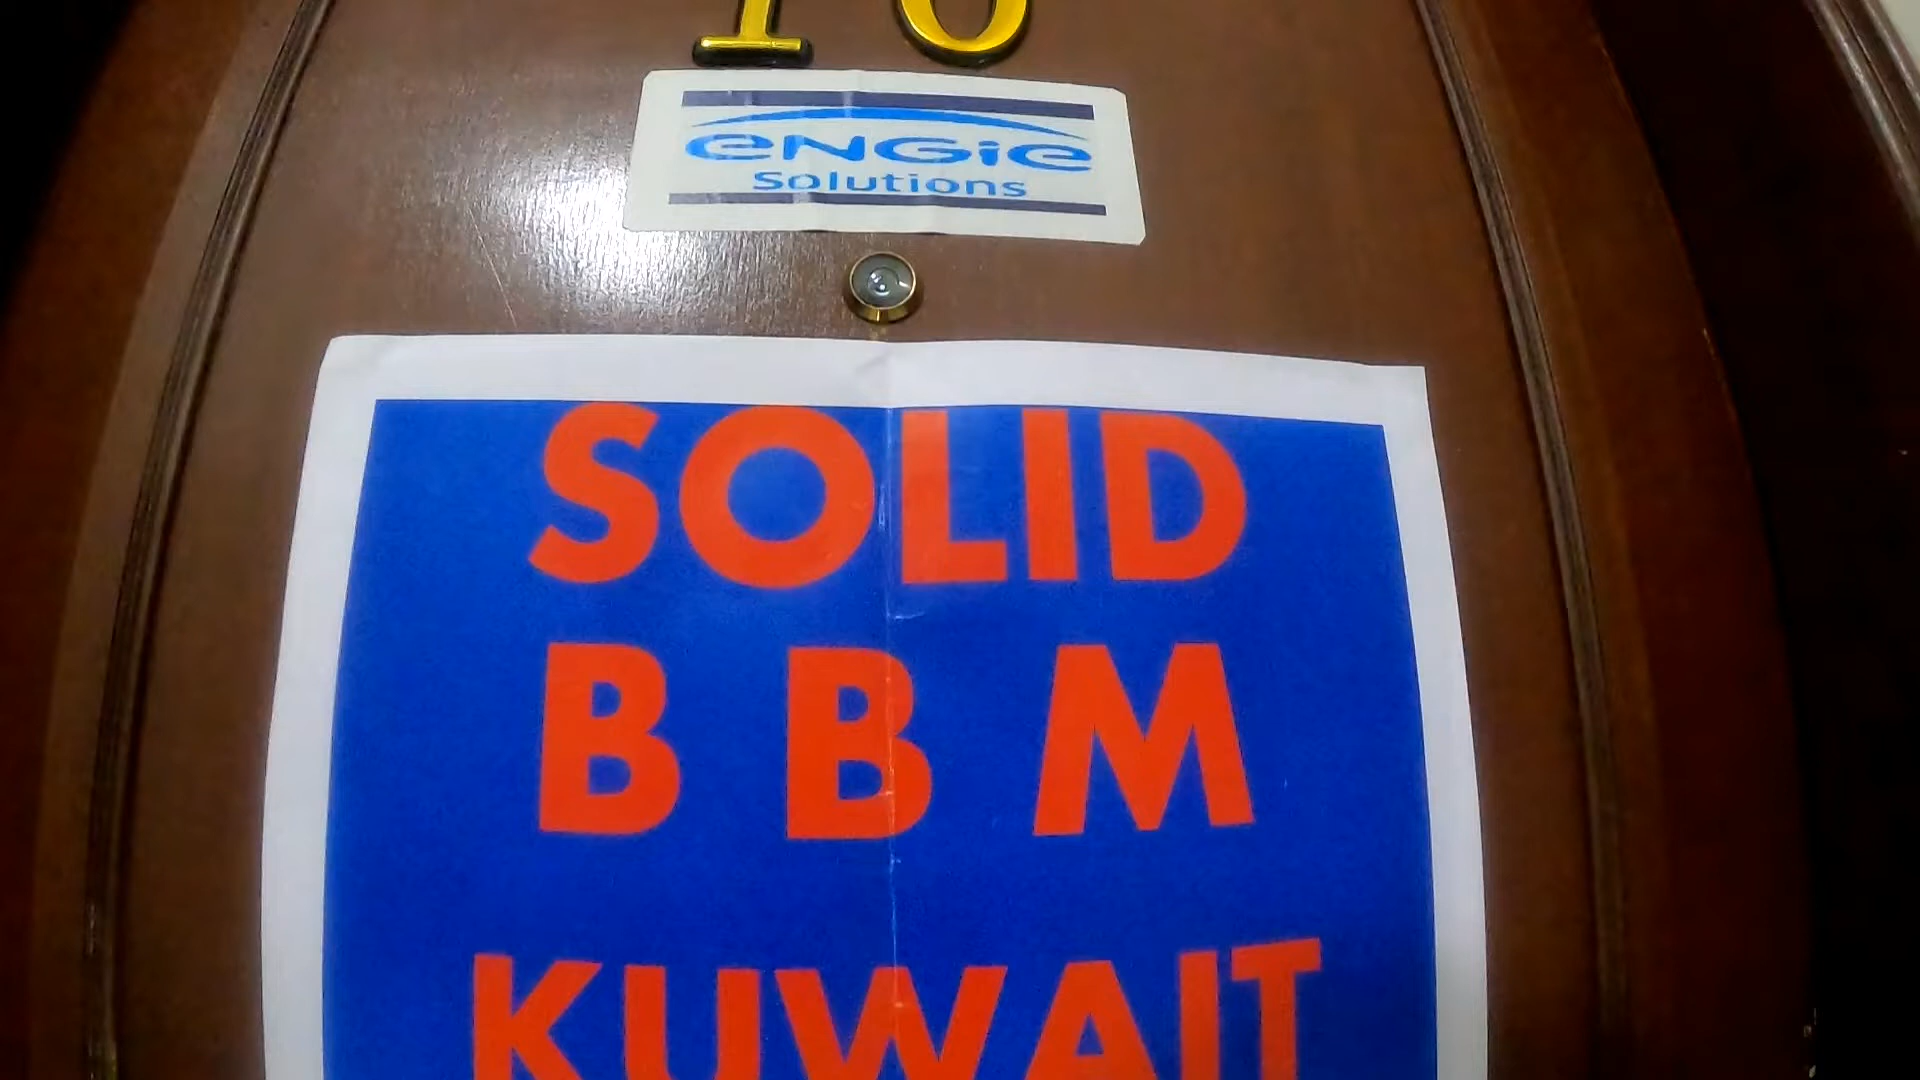 eNGie
Solutions
SOLID
B B M
KUWAIT